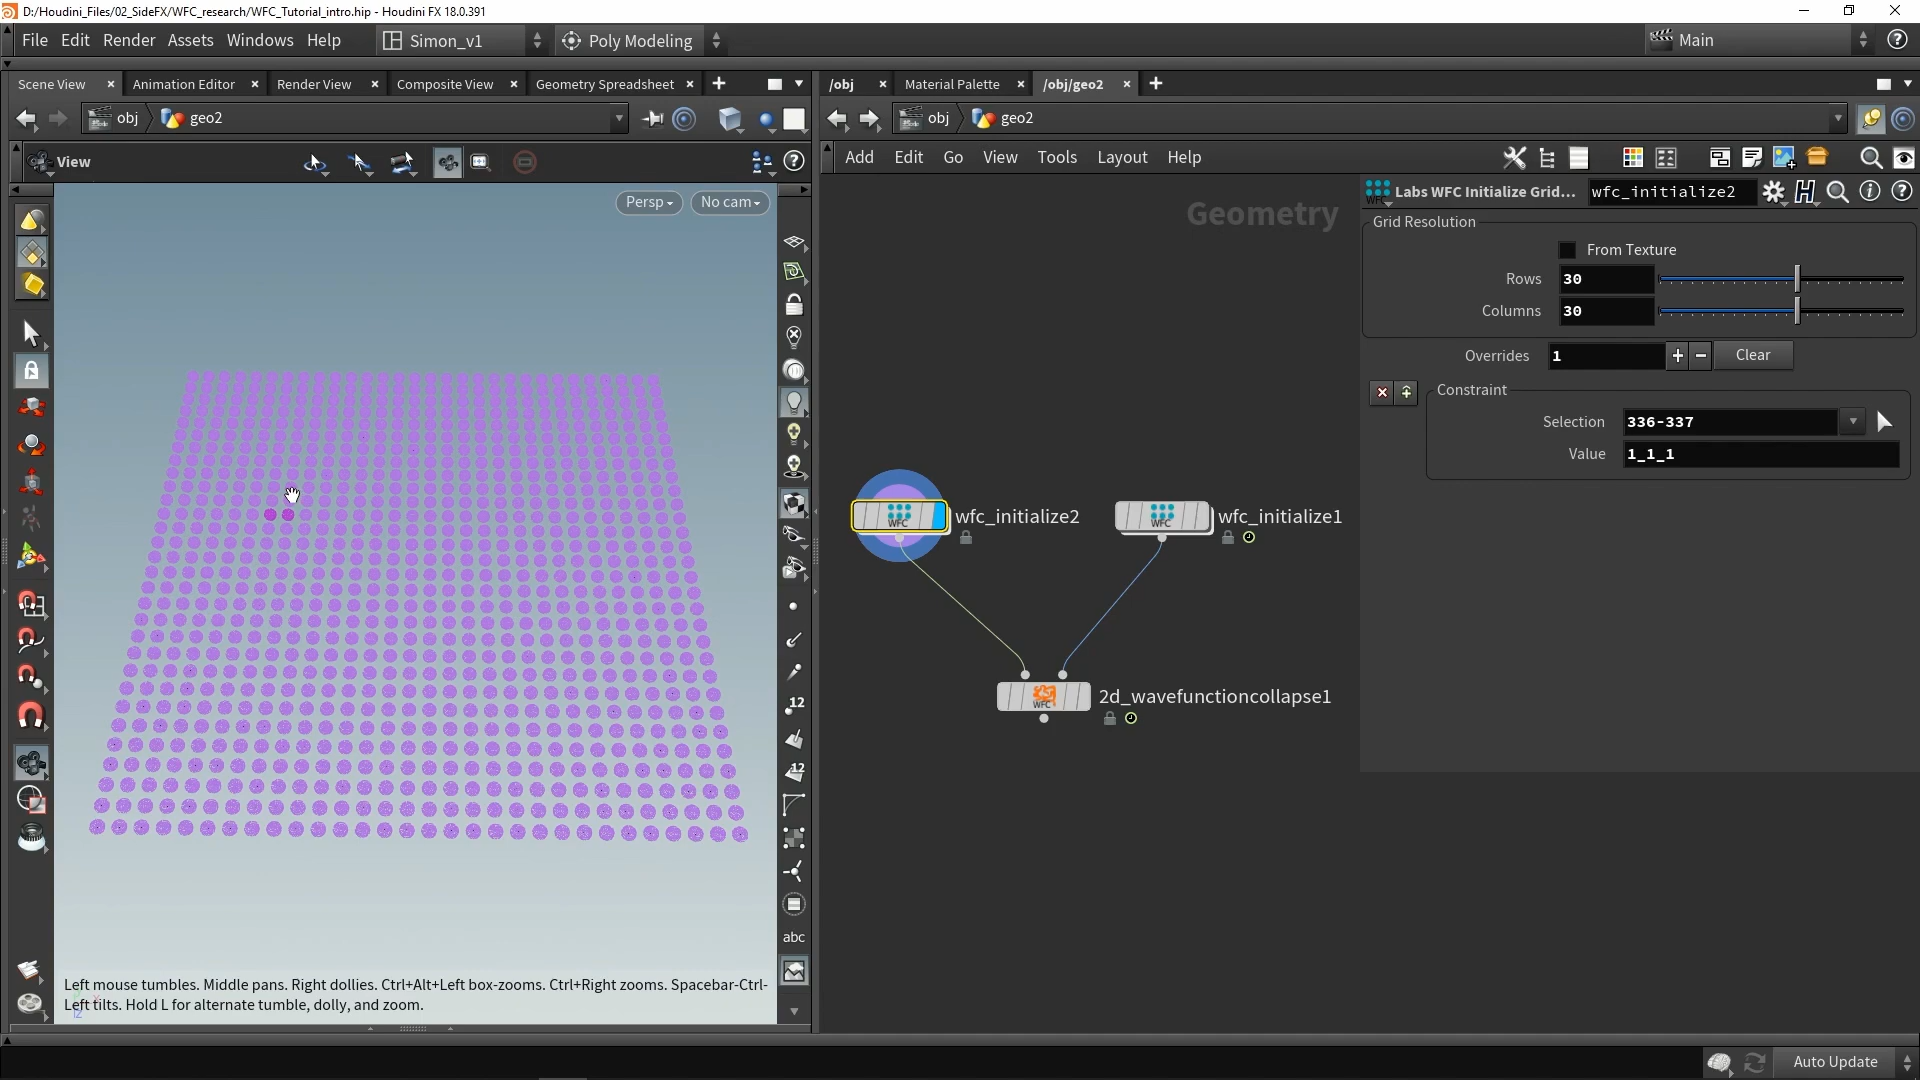 D:/Houdini_Files/02_SideFX/WFC_research/WFC_Tutorial_intro.hip - Houdini FX 18.0.391
File Edit Render Assets Windows Help Simon_v1 Poly Modeling Main
Scene View Animation Editor Render View Composite View Geometry Spreadsheet
/obj Material Palette /obj/geo2
obj geo2
obj geo2
View
Add Edit Go View Tools Layout Help
Persp No cam
Geometry
Labs WFC Initialize Grid... wfc_initialize2
Grid Resolution
From Texture
Rows 30
Columns 30
Overrides 1 Clear
Constraint
Selection 336-337
Value 1_1_1
WFC wfc_initialize2
WFC wfc_initialize1
WFC 2d_wavefunctioncollapse1
12
12
abc
Left mouse tumbles. Middle pans. Right dollies. Ctrl+Alt+Left box-zooms. Ctrl+Right zooms. Spacebar-Ctrl-
Left tilts. Hold L for alternate tumble, dolly, and zoom.
Auto Update